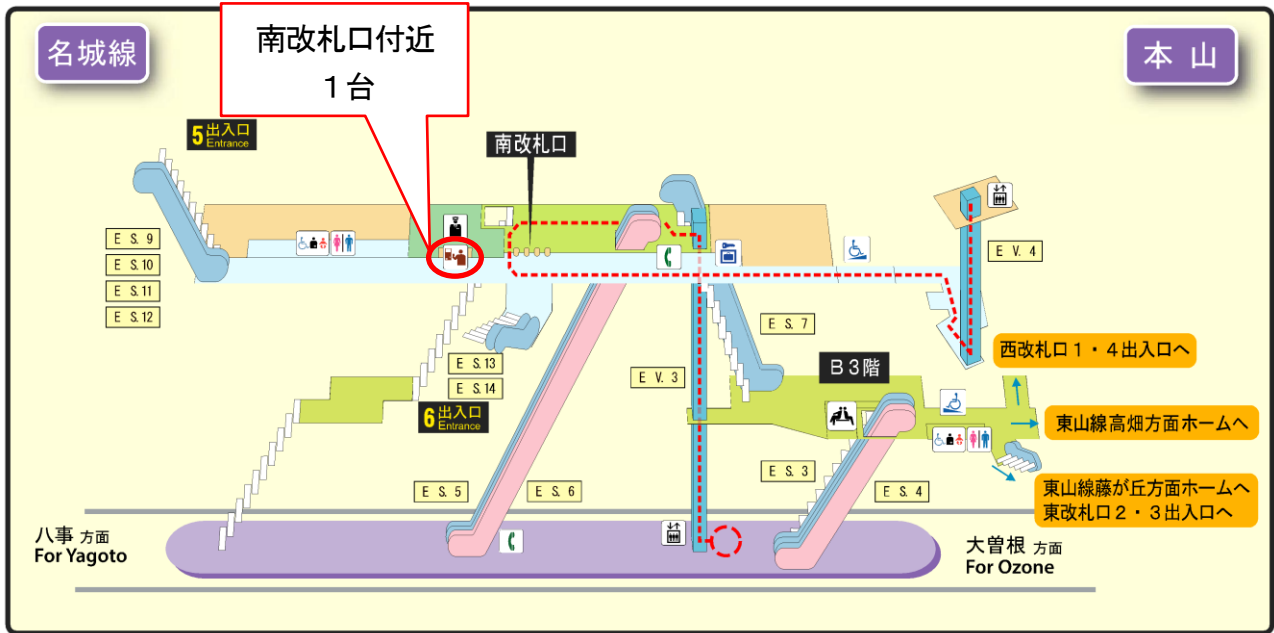 名城線
南改札口付近
1台
本山
5出入口
Entrance
南改札口
E S. 9
E S. 10
E S. 11
E S. 12
E V. 4
E S. 7
西改札口1・4出入口へ
E S. 13
E S. 14
E V. 3
B3階
6出入口
Entrance
東山線高畑方面ホームへ
E S. 3
E S. 5
E S. 6
E S. 4
東山線藤が丘方面ホームへ
東改札口2・3出入口へ
八事 方面
For Yagoto
大曽根 方面
For Ozone